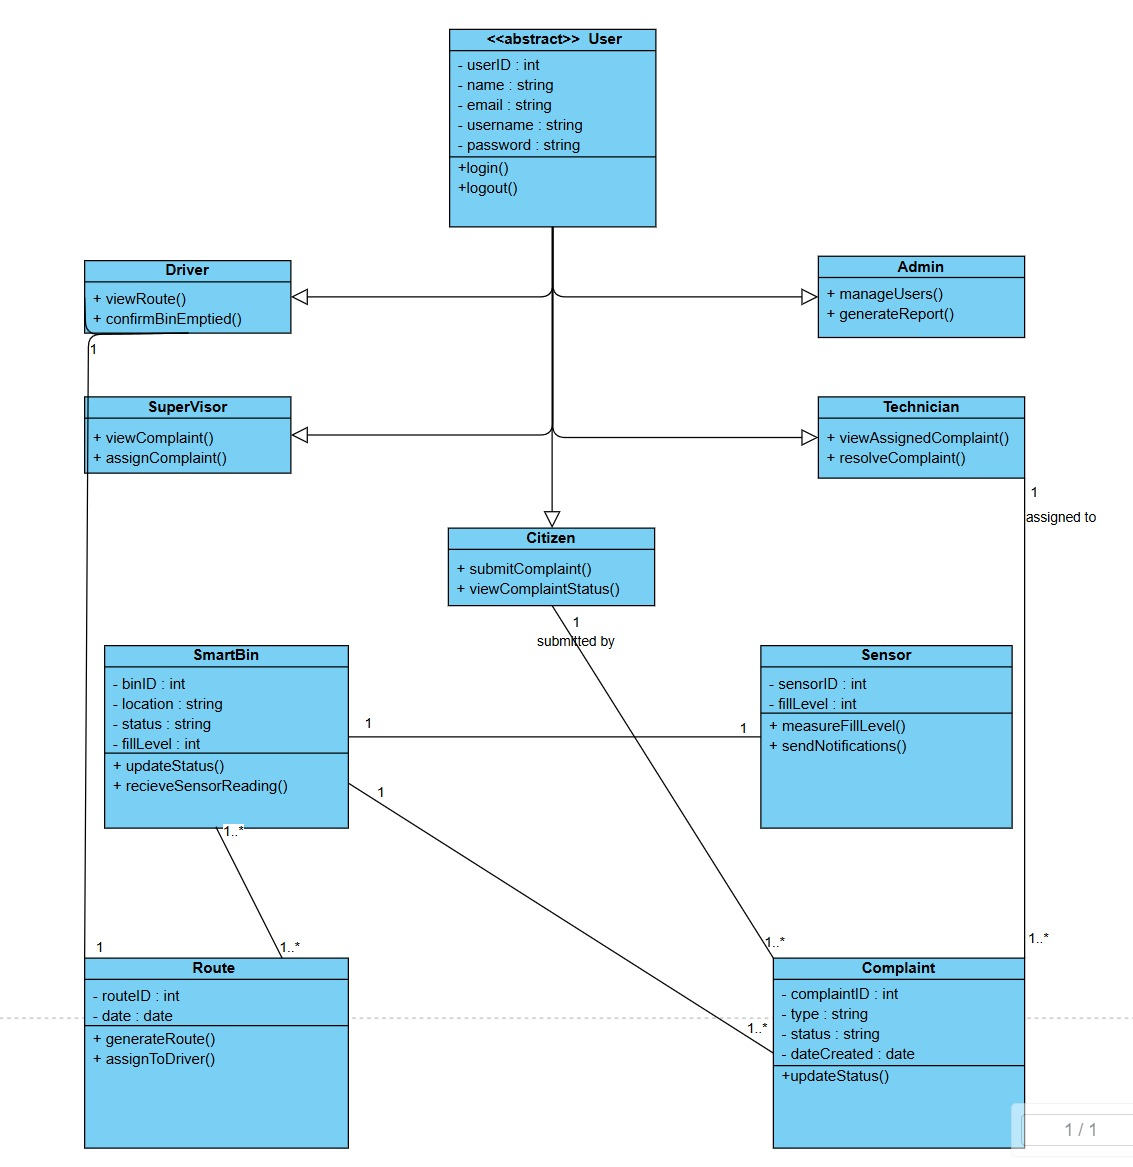 <<abstract>> User
- userID : int
- name : string
- email : string
- username : string
- password : string
+login()
+logout()
Driver
+ viewRoute()
+ confirmBinEmptied()
1
Admin
+ manageUsers()
+ generateReport()
SuperVisor
+ viewComplaint()
+ assignComplaint()
Technician
+ viewAssignedComplaint()
+ resolveComplaint()
1
assigned to
Citizen
+ submitComplaint()
+ viewComplaintStatus()
1
submitted by
SmartBin
- binID : int
- location : string
- status : string
- fillLevel : int
+ updateStatus()
+ recieveSensorReading()
1
1
1
1..*
Sensor
- sensorID : int
- fillLevel : int
+ measureFillLevel()
+ sendNotifications()
1
1..*
1..*
1..*
Route
- routeID : int
- date : date
+ generateRoute()
+ assignToDriver()
1..*
Complaint
- complaintID : int
- type : string
- status : string
- dateCreated : date
+updateStatus()
1 / 1